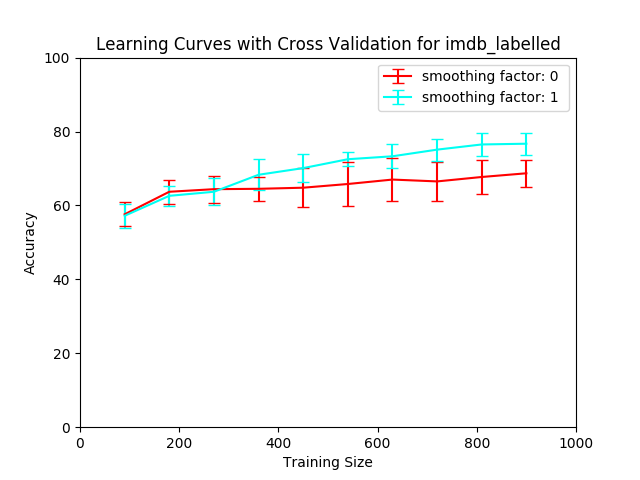 Learning Curves with Cross Validation for imdb_labelled
smoothing factor: 0
smoothing factor: 1
100
80
60
40
20
0
Accuracy
0 200 400 600 800 1000
Training Size